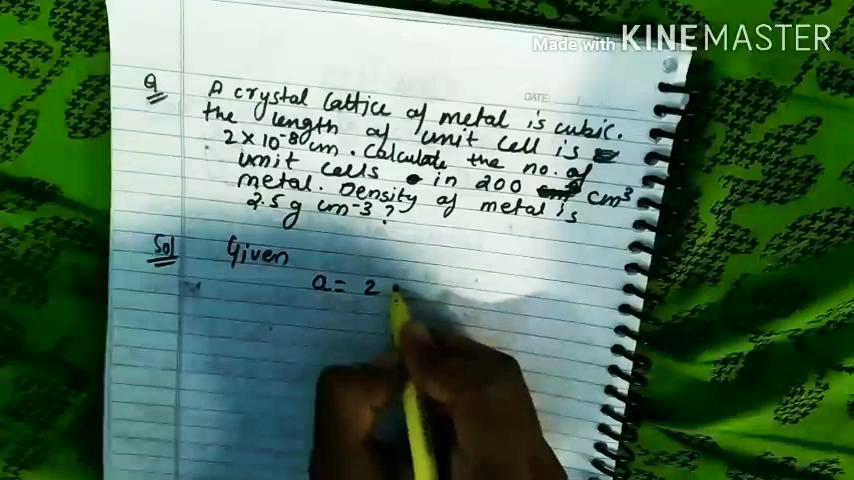 Made with KINEMASTER
DATE:
Q A crystal lattice of metal is cubic.
the length of unit cell is
2 × 10⁻⁸ cm. Calculate the no. of
unit cells in 200 cm³
metal. Density of metal is
2.5 g cm⁻³?
Sol Given
a = 2